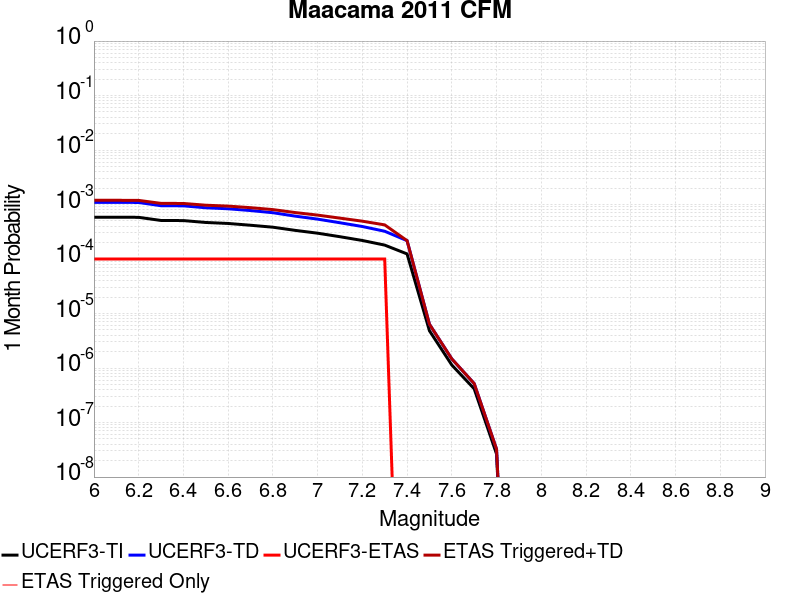 Maacama 2011 CFM
10^0
10^-1
10^-2
10^-3
10^-4
10^-5
10^-6
10^-7
10^-8
1 Month Probability
6 6.2 6.4 6.6 6.8 7 7.2 7.4 7.6 7.8 8 8.2 8.4 8.6 8.8 9
Magnitude
UCERF3-TI UCERF3-TD UCERF3-ETAS ETAS Triggered+TD
ETAS Triggered Only